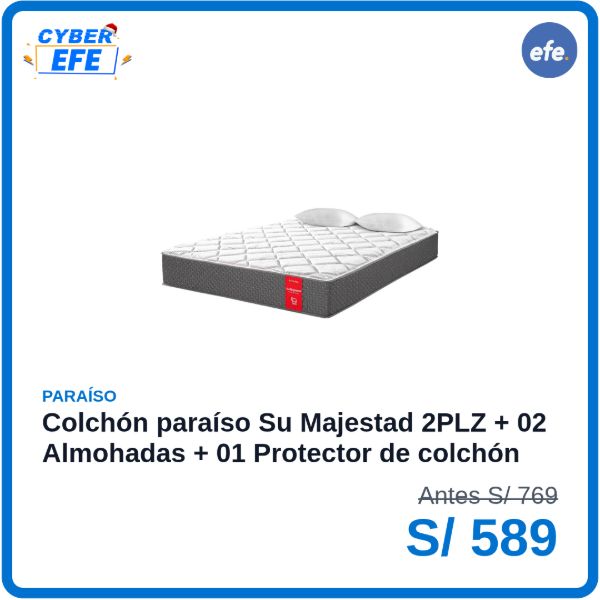 CYBER
EFE
efe.
PARAÍSO
Colchón paraíso Su Majestad 2PLZ + 02
Almohadas + 01 Protector de colchón
Antes S/ 769
S/ 589